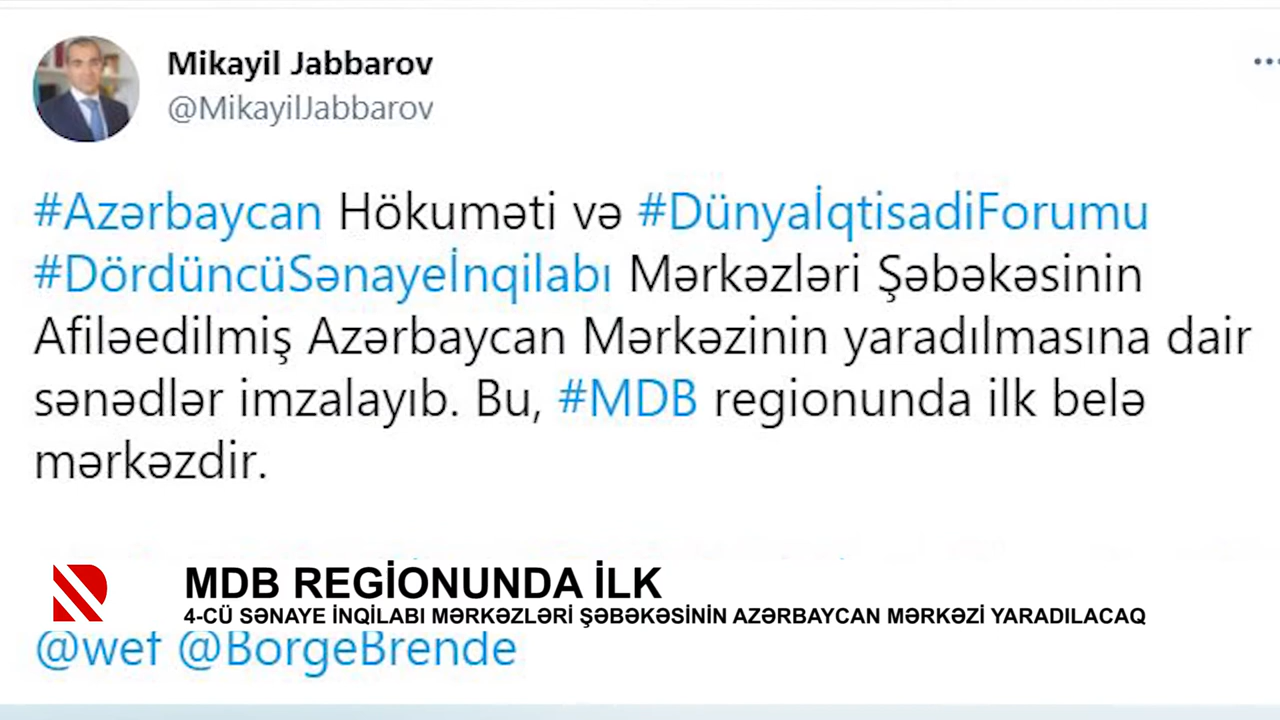 Mikayil Jabbarov
@MikayilJabbarov
#Azərbaycan Hökuməti və #DünyaİqtisadiForumu
#DördüncüSənayeİnqilabı Mərkəzləri Şəbəkəsinin
Afiləedilmiş Azərbaycan Mərkəzinin yaradılmasına dair
sənədlər imzalayıb. Bu, #MDB regionunda ilk belə
mərkəzdir.
MDB REGİONUNDA İLK
4-CÜ SƏNAYE İNQİLABI MƏRKƏZLƏRİ ŞƏBƏKƏSİNİN AZƏRBAYCAN MƏRKƏZİ YARADILACAQ
@wef @BorgeBrende